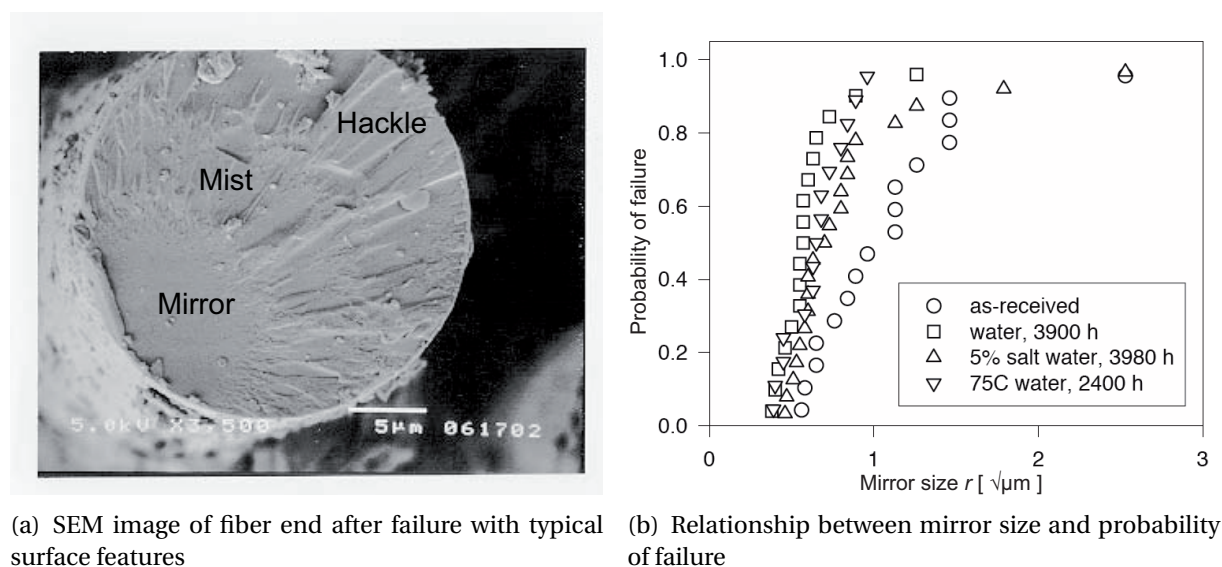 Hackle
Mist
Mirror
5.0kV X3,500 5µm 061702
Probability of failure
1.0
0.8
0.6
0.4
0.2
0.0
as-received
water, 3900 h
5% salt water, 3980 h
75C water, 2400 h
0 1 2 3
Mirror size r [ √µm ]
(a) SEM image of fiber end after failure with typical
surface features
(b) Relationship between mirror size and probability
of failure